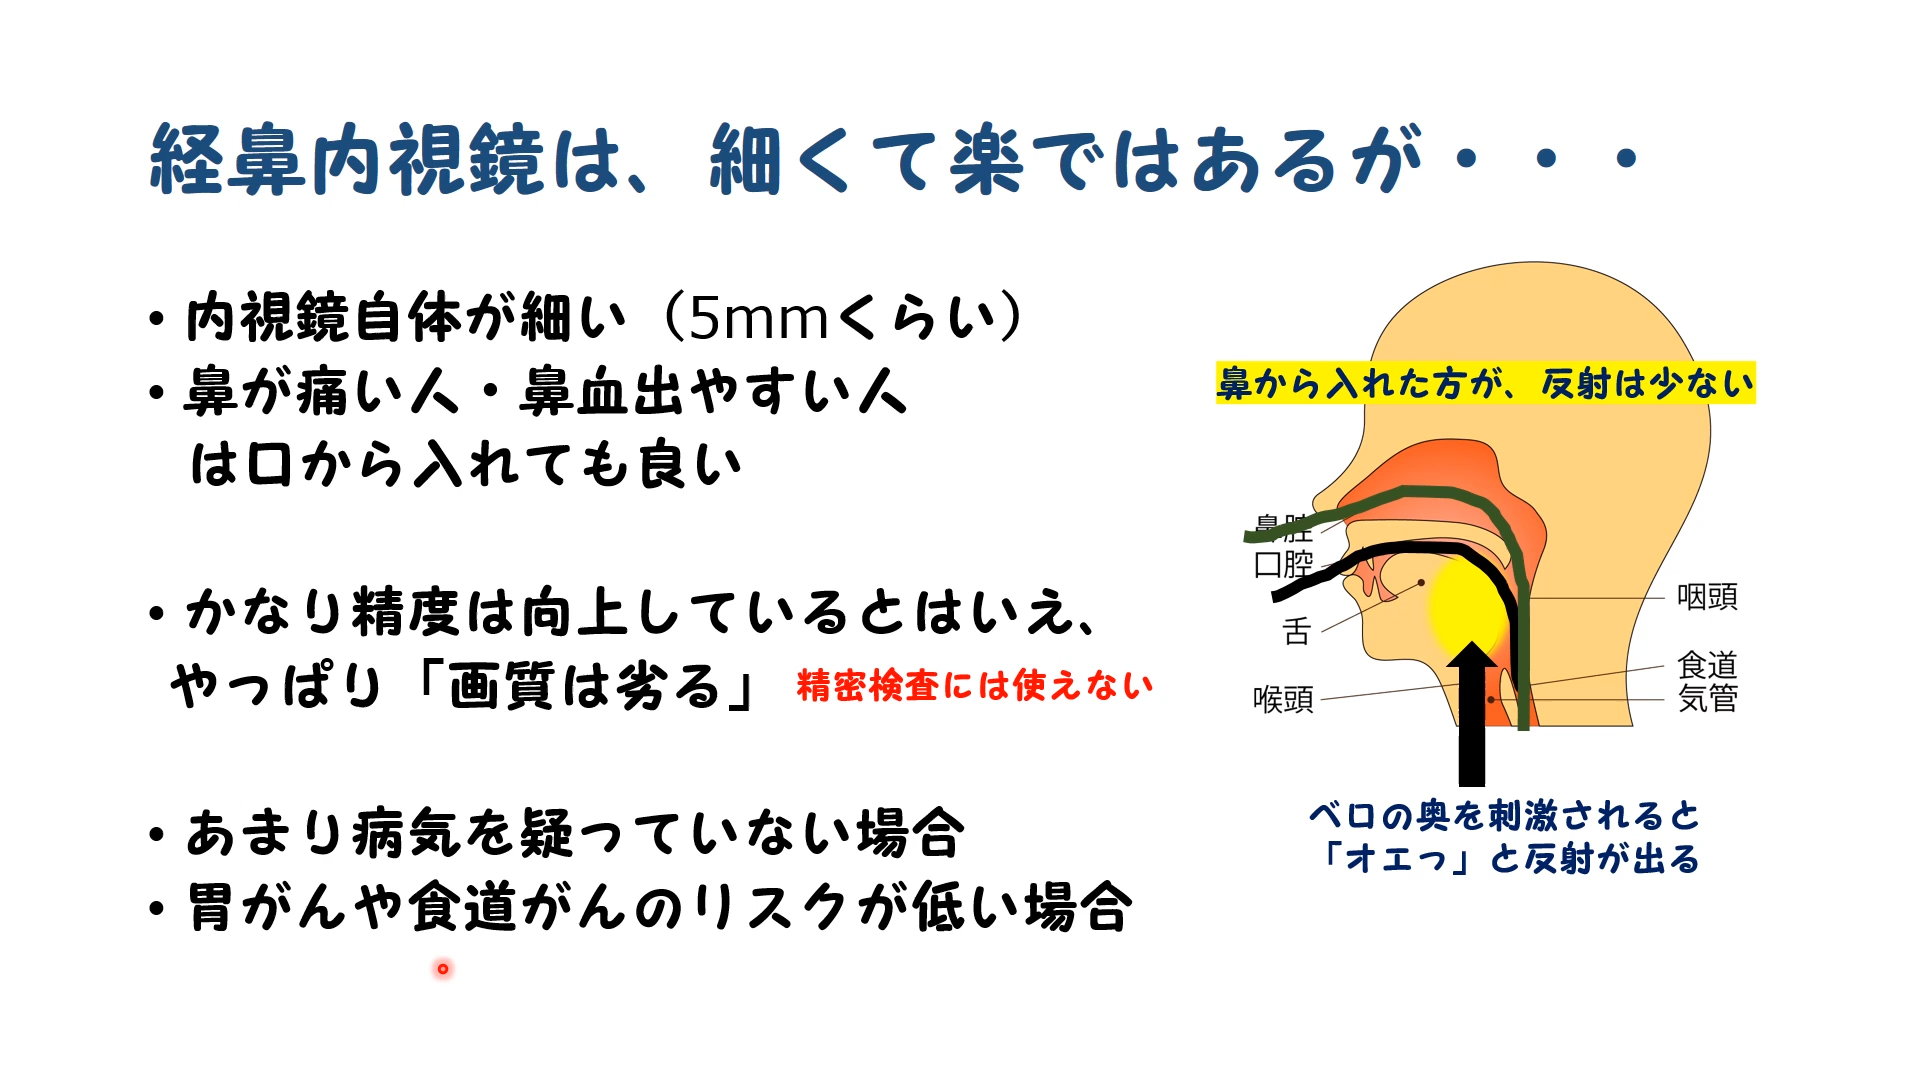 経鼻内視鏡は、細くて楽ではあるが・・・
・内視鏡自体が細い（5mmくらい）
・鼻が痛い人・鼻血出やすい人
は口から入れても良い
・かなり精度は向上しているとはいえ、
やっぱり「画質は劣る」 精密検査には使えない
・あまり病気を疑っていない場合
・胃がんや食道がんのリスクが低い場合
鼻から入れた方が、反射は少ない
鼻腔
口腔
舌
喉頭
咽頭
食道
気管
ベロの奥を刺激されると
「オエっ」と反射が出る